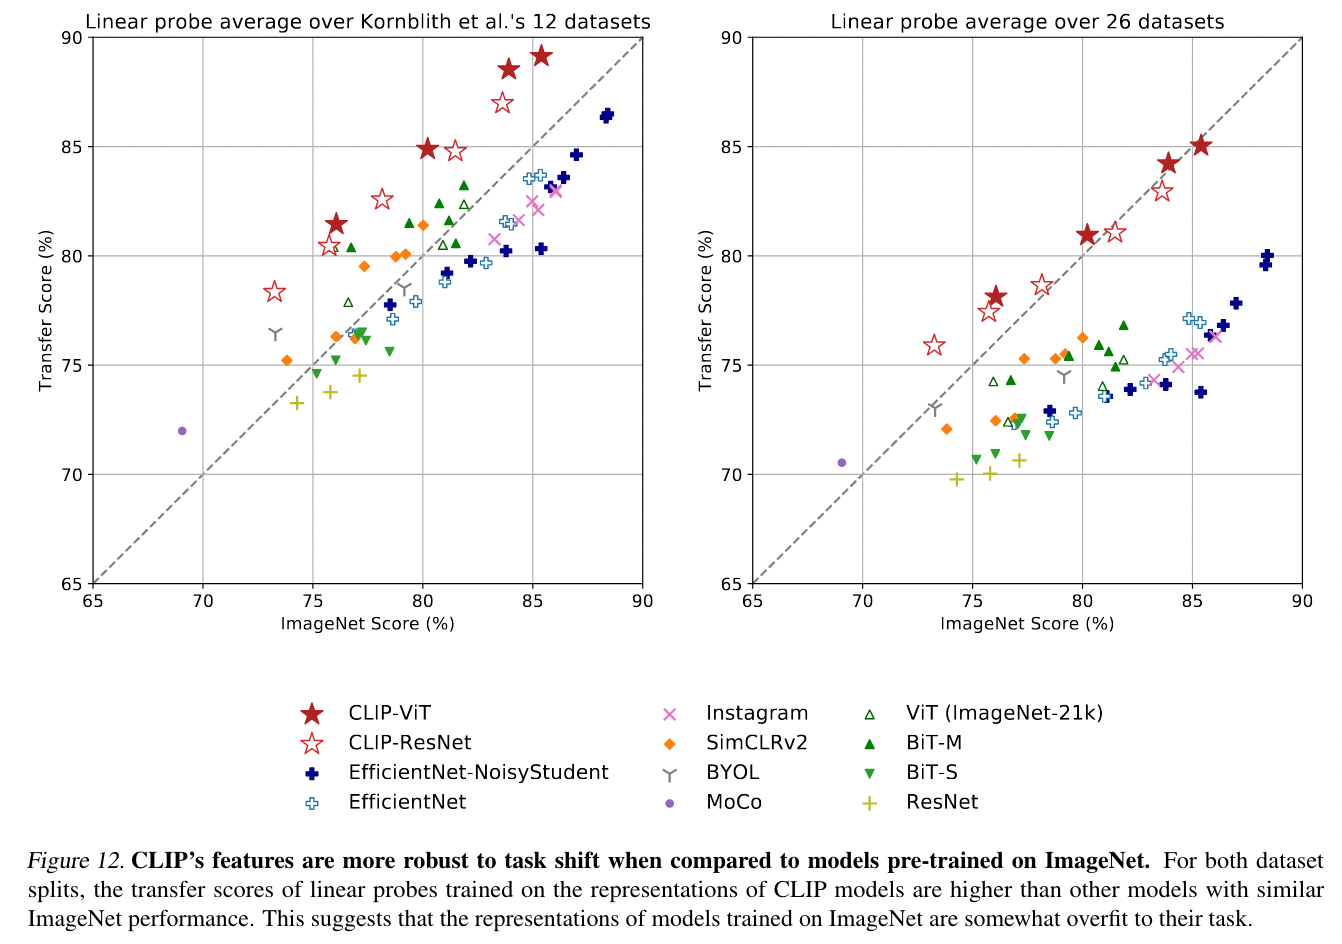 Linear probe average over Kornblith et al.'s 12 datasets
90
85
80
75
70
65
Transfer Score (%)
65 70 75 80 85 90
ImageNet Score (%)
Linear probe average over 26 datasets
90
85
80
75
70
65
Transfer Score (%)
65 70 75 80 85 90
ImageNet Score (%)
CLIP-ViT
CLIP-ResNet
EfficientNet-NoisyStudent
EfficientNet
Instagram
SimCLRv2
BYOL
MoCo
ViT (ImageNet-21k)
BiT-M
BiT-S
ResNet
Figure 12. CLIP's features are more robust to task shift when compared to models pre-trained on ImageNet. For both dataset
splits, the transfer scores of linear probes trained on the representations of CLIP models are higher than other models with similar
ImageNet performance. This suggests that the representations of models trained on ImageNet are somewhat overfit to their task.